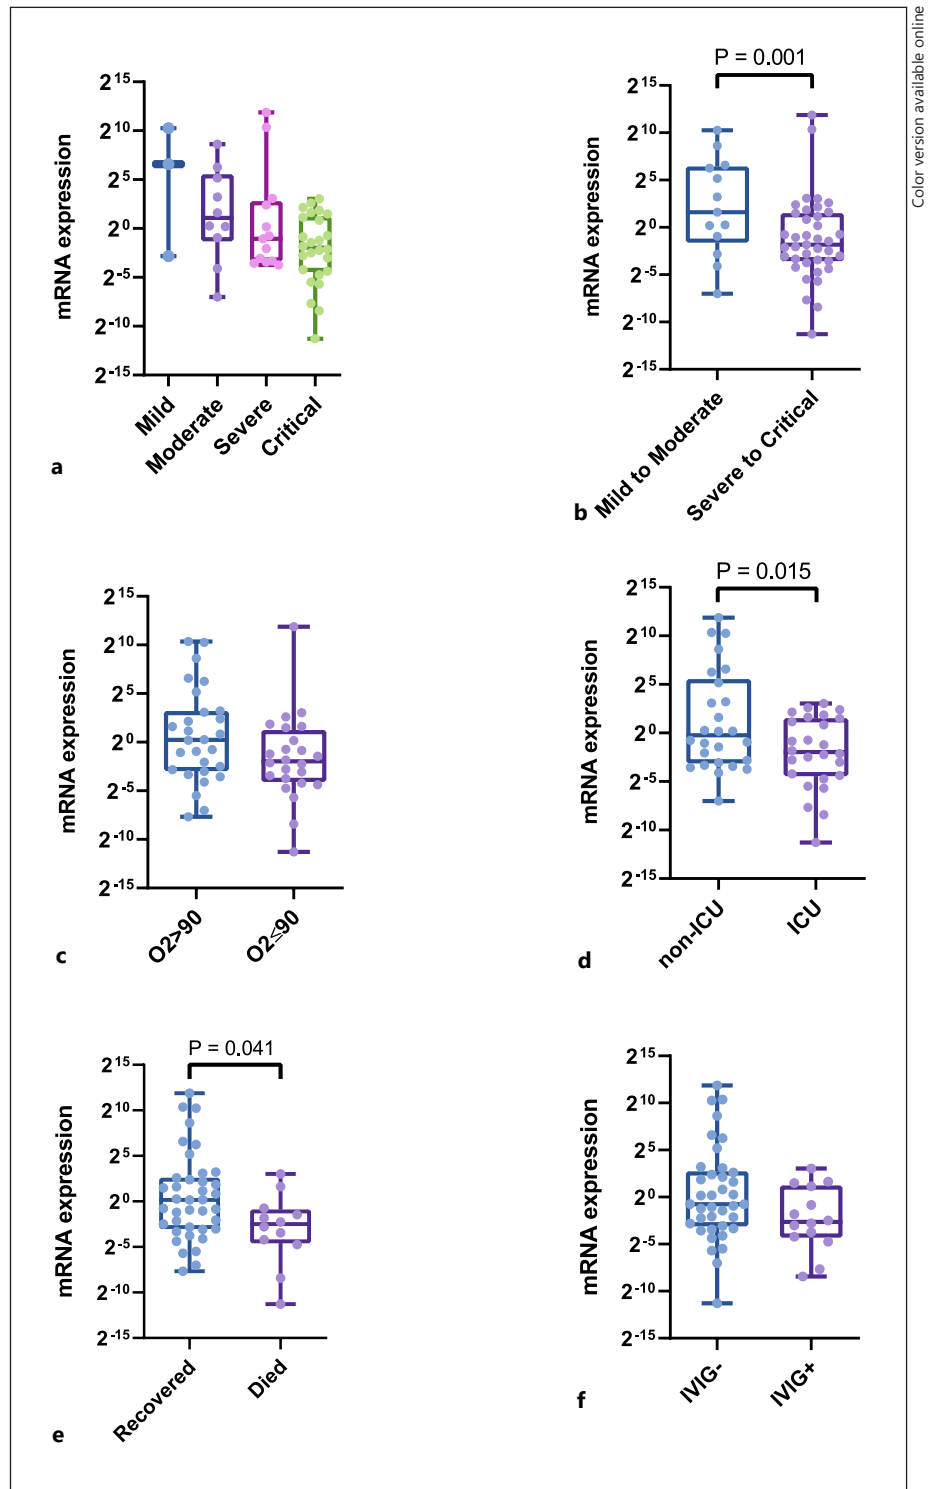 Color version available online
mRNA expression
2^15
2^10
2^5
2^0
2^-5
2^-10
2^-15
Mild
Moderate
Severe
Critical
a
P = 0.001
mRNA expression
2^15
2^10
2^5
2^0
2^-5
2^-10
2^-15
Mild to Moderate
Severe to Critical
b
mRNA expression
2^15
2^10
2^5
2^0
2^-5
2^-10
2^-15
O2>90
O2≤90
c
P = 0.015
mRNA expression
2^15
2^10
2^5
2^0
2^-5
2^-10
2^-15
non-ICU
ICU
d
P = 0.041
mRNA expression
2^15
2^10
2^5
2^0
2^-5
2^-10
2^-15
Recovered
Died
e
mRNA expression
2^15
2^10
2^5
2^0
2^-5
2^-10
2^-15
IVIG-
IVIG+
f